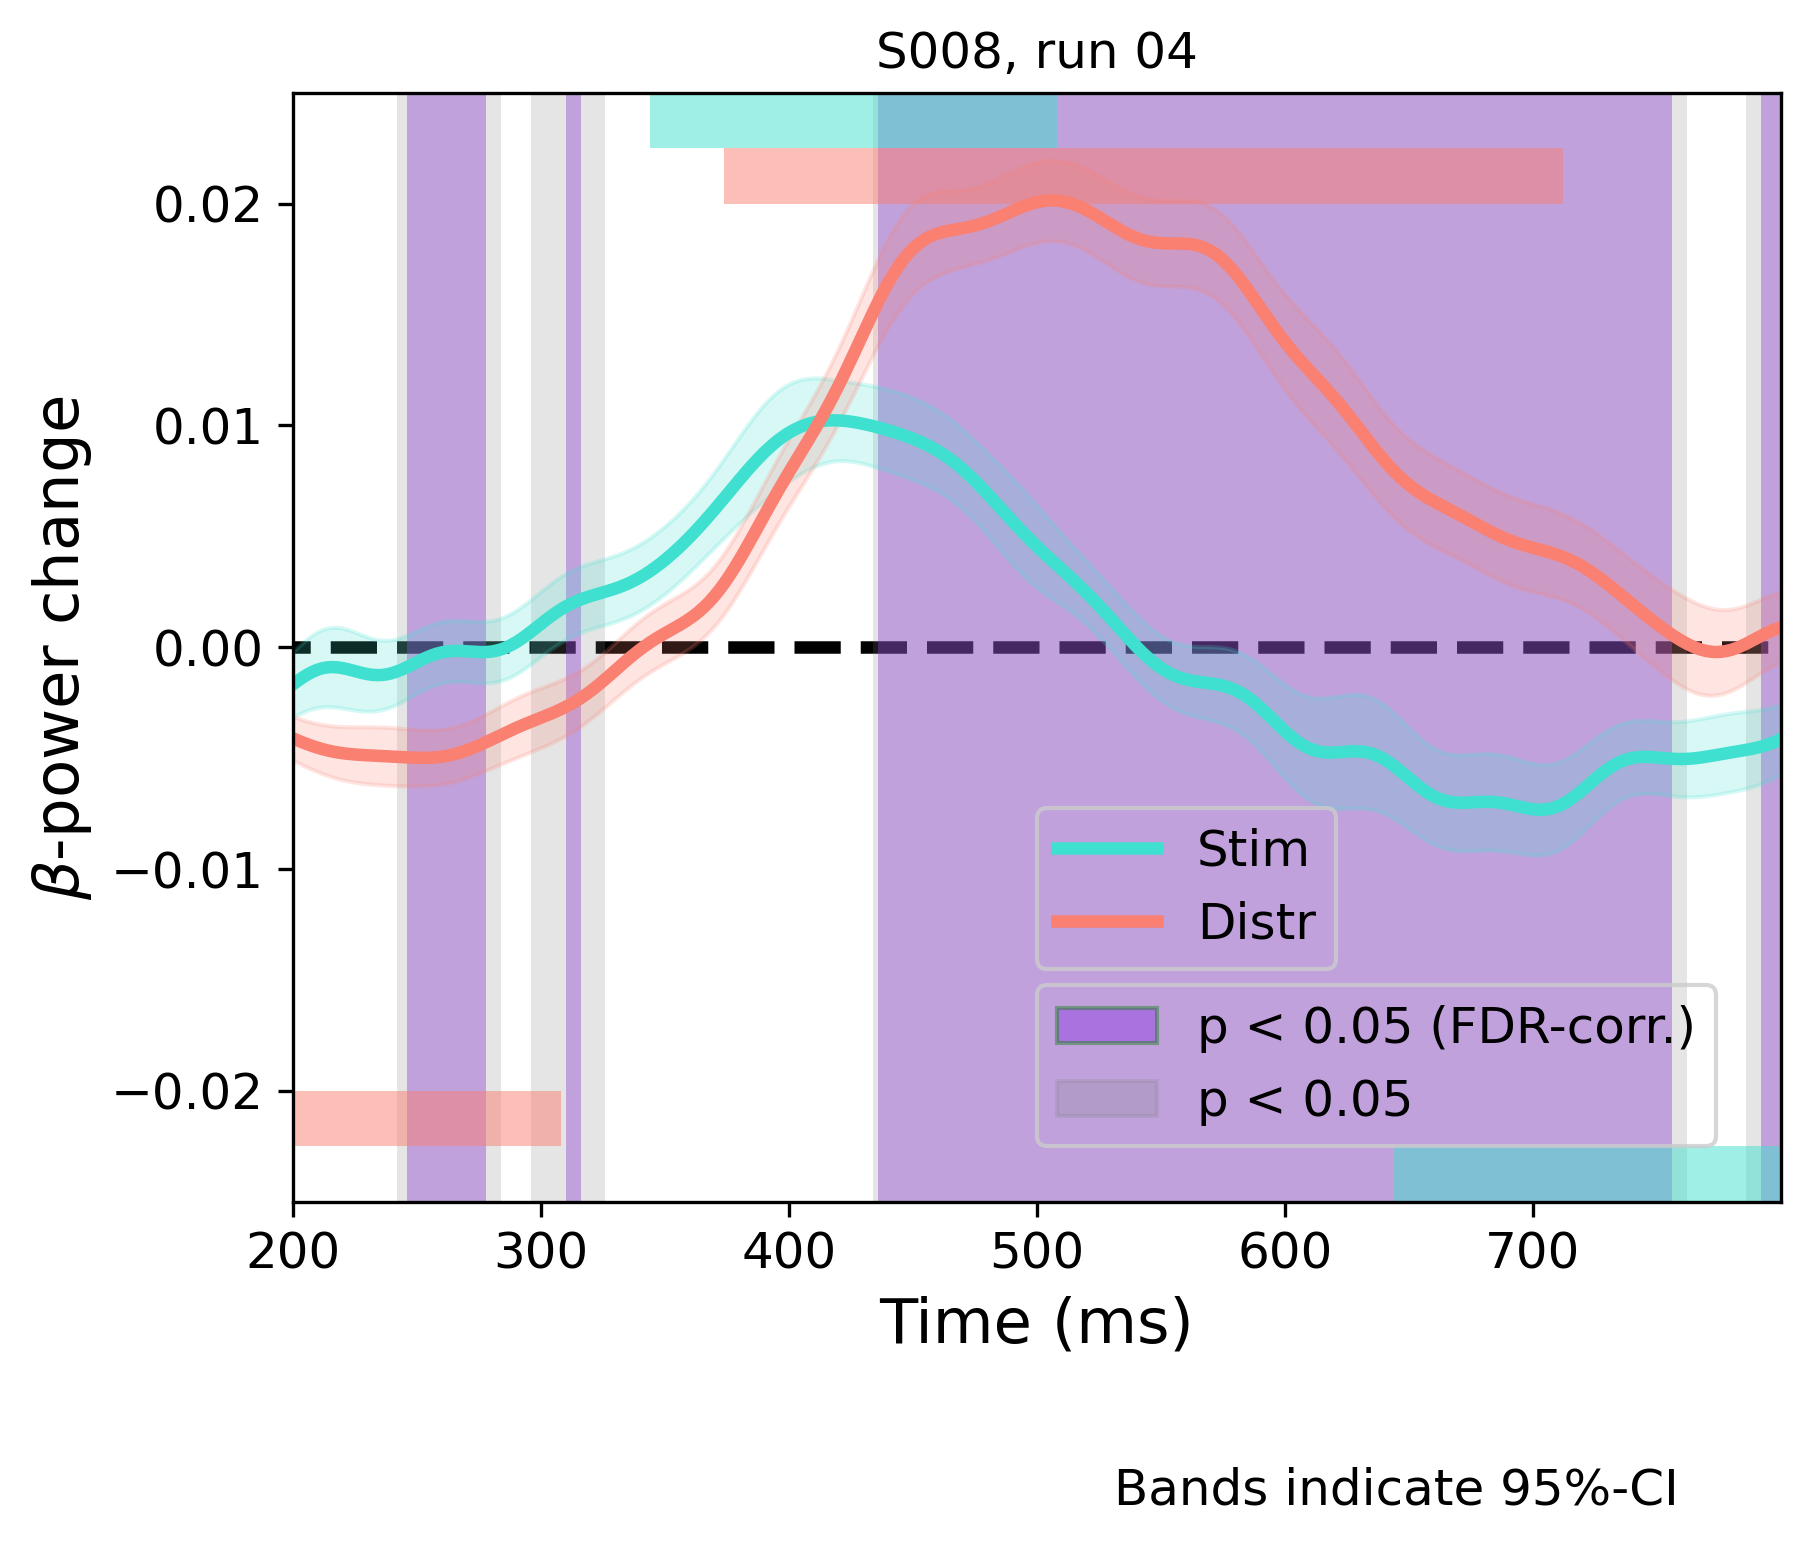 S008, run 04
0.02
0.01
0.00
−0.01
−0.02
β-power change
Stim
Distr
p < 0.05 (FDR-corr.)
p < 0.05
200 300 400 500 600 700
Time (ms)
Bands indicate 95%-CI